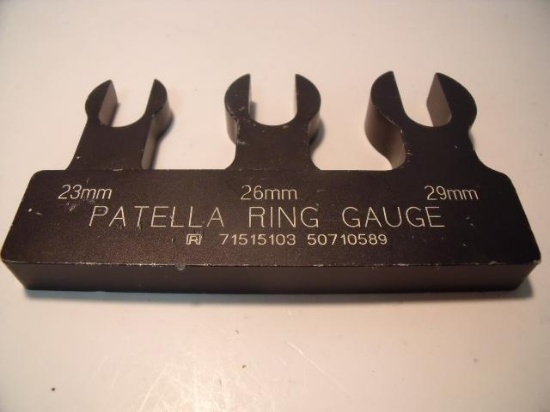 23mm 26mm 29mm
PATELLA RING GAUGE
R 71515103 50710589